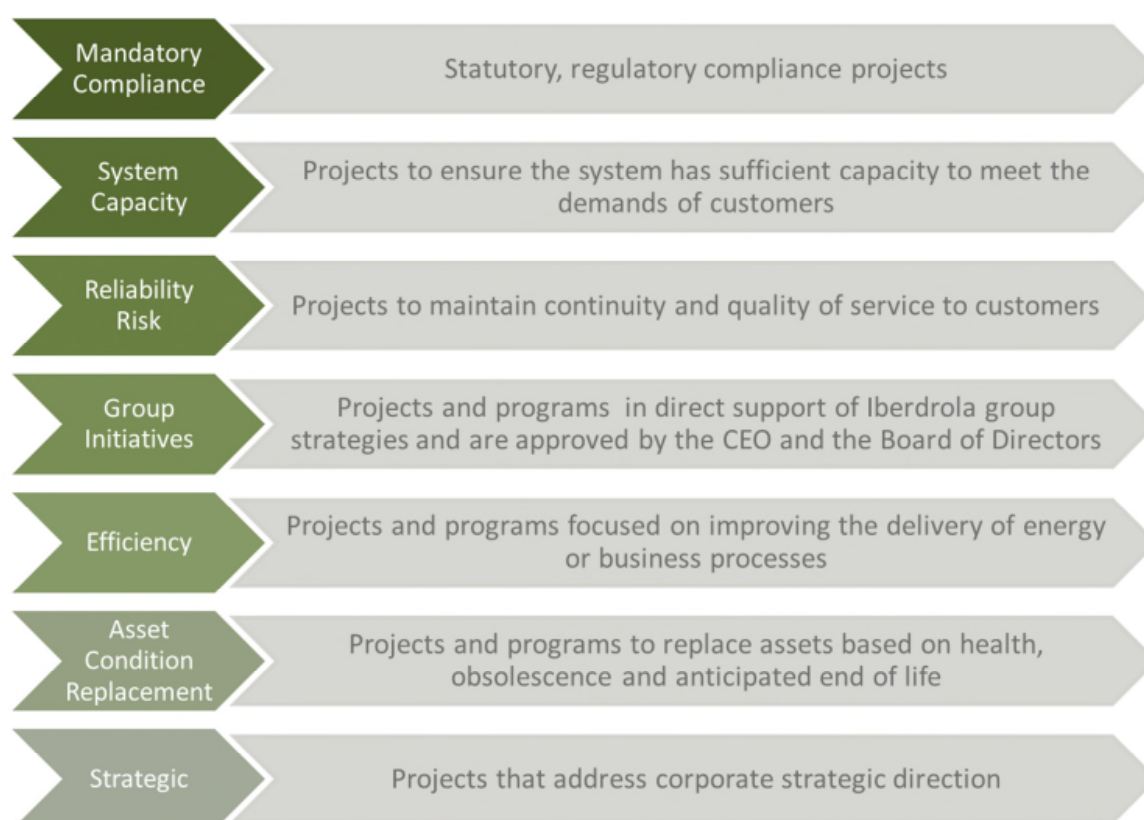 Mandatory
Compliance
Statutory, regulatory compliance projects
System
Capacity
Projects to ensure the system has sufficient capacity to meet the
demands of customers
Reliability
Risk
Projects to maintain continuity and quality of service to customers
Group
Initiatives
Projects and programs in direct support of Iberdrola group
strategies and are approved by the CEO and the Board of Directors
Efficiency
Projects and programs focused on improving the delivery of energy
or business processes
Asset
Condition
Replacement
Projects and programs to replace assets based on health,
obsolescence and anticipated end of life
Strategic
Projects that address corporate strategic direction